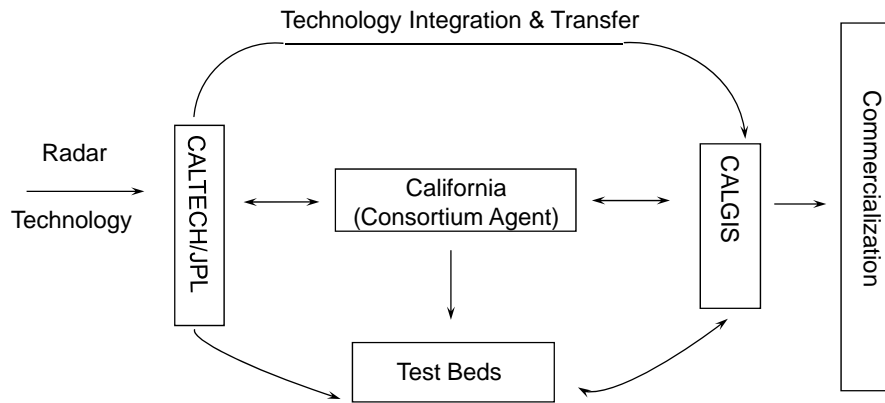 Technology Integration & Transfer
Radar
Technology
CALTECH/JPL
California
(Consortium Agent)
Test Beds
CALGIS
Commercialization